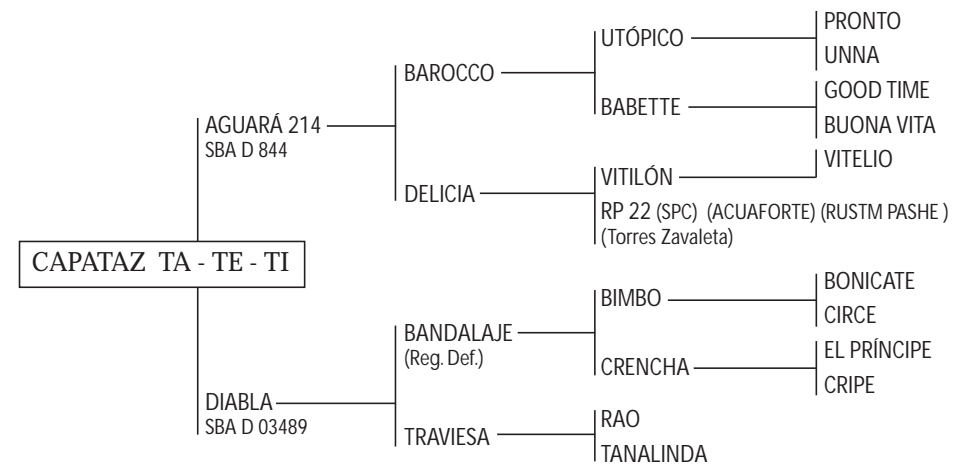 PRONTO
UTÓPICO
UNNA
BAROCCO
GOOD TIME
BABETTE
BUONA VITA
AGUARÁ 214
SBA D 844
VITELIO
VITILÓN
DELICIA
RP 22 (SPC) (ACUAFORTE) (RUSTM PASHE )
(Torres Zavaleta)
CAPATAZ TA - TE - TI
BONICATE
BIMBO
CIRCE
BANDALAJE
(Reg. Def.)
EL PRÍNCIPE
CRENCHA
CRIPE
DIABLA
SBA D 03489
RAO
TRAVIESA
TANALINDA